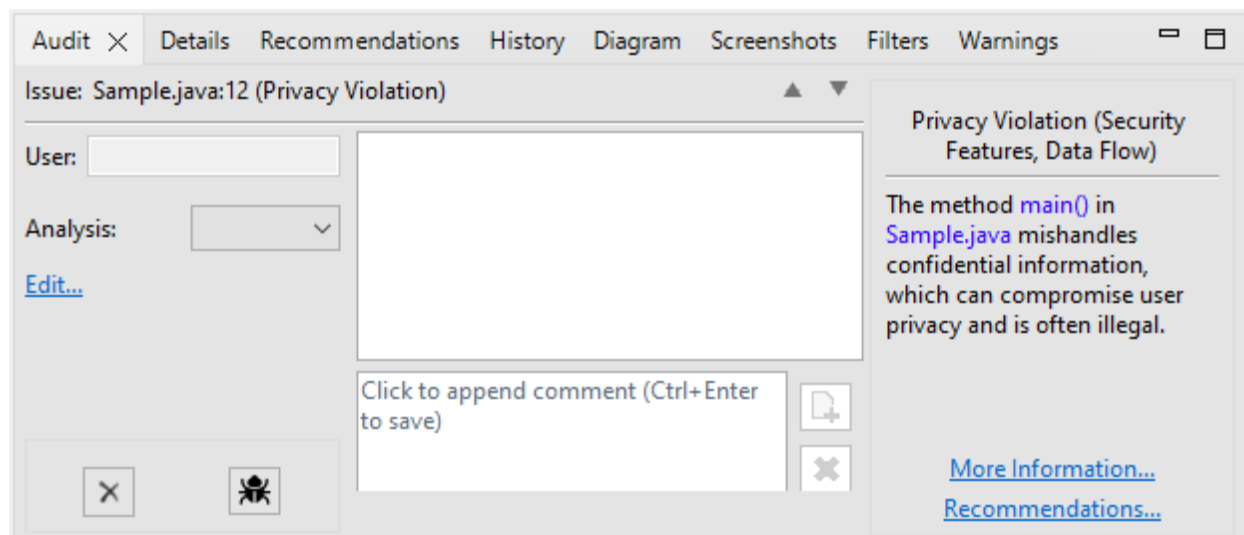 Audit Details Recommendations History Diagram Screenshots Filters Warnings
Issue: Sample.java:12 (Privacy Violation)
User:
Analysis:
Edit...
Click to append comment (Ctrl+Enter
to save)
Privacy Violation (Security
Features, Data Flow)
The method main() in
Sample.java mishandles
confidential information,
which can compromise user
privacy and is often illegal.
More Information...
Recommendations...